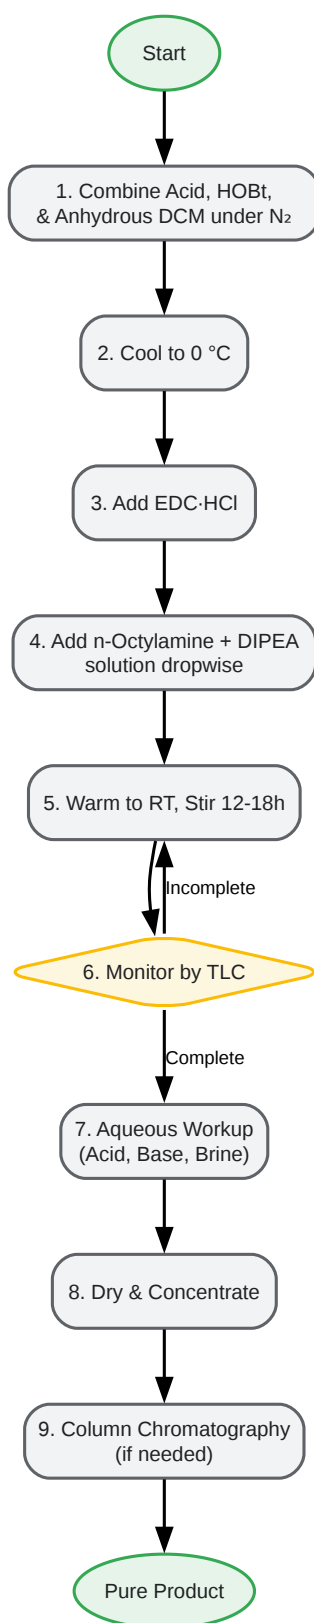 Start
1. Combine Acid, HOBt,
& Anhydrous DCM under N₂
2. Cool to 0 °C
3. Add EDC·HCl
4. Add n-Octylamine + DIPEA
solution dropwise
5. Warm to RT, Stir 12-18h
Incomplete
6. Monitor by TLC
Complete
7. Aqueous Workup
(Acid, Base, Brine)
8. Dry & Concentrate
9. Column Chromatography
(if needed)
Pure Product